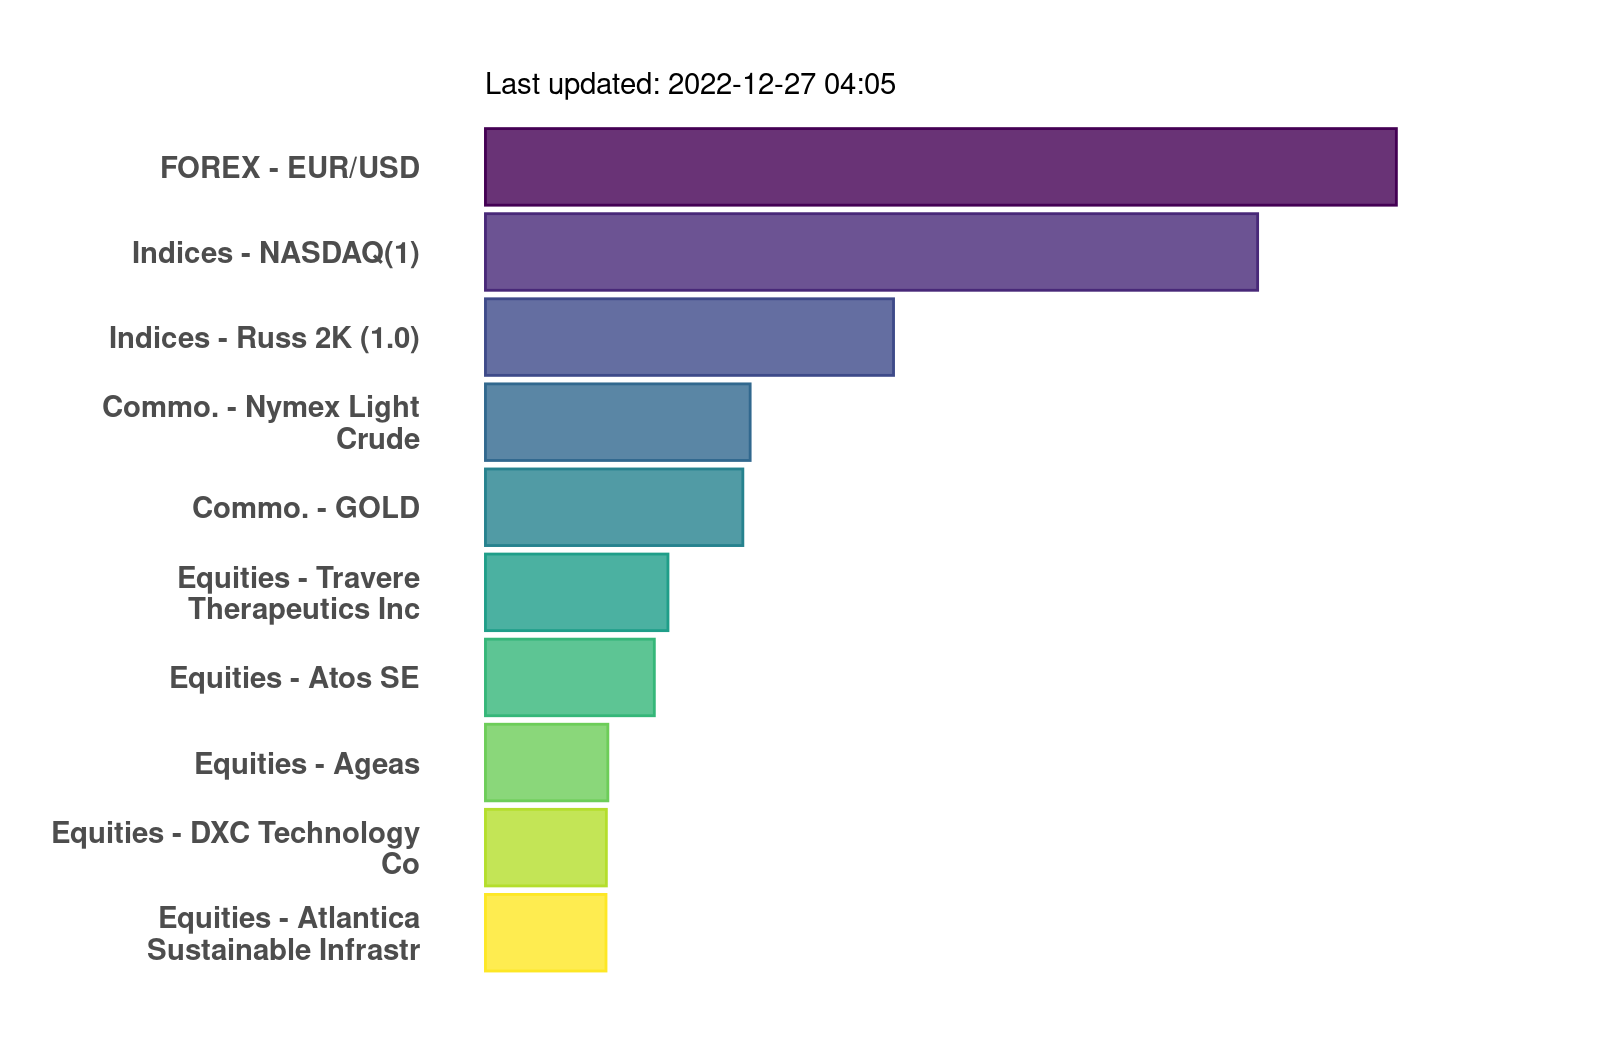 Last updated: 2022-12-27 04:05
FOREX - EUR/USD
Indices - NASDAQ(1)
Indices - Russ 2K (1.0)
Commo. - Nymex Light
Crude
Commo. - GOLD
Equities - Travere
Therapeutics Inc
Equities - Atos SE
Equities - Ageas
Equities - DXC Technology
Co
Equities - Atlantica
Sustainable Infrastr